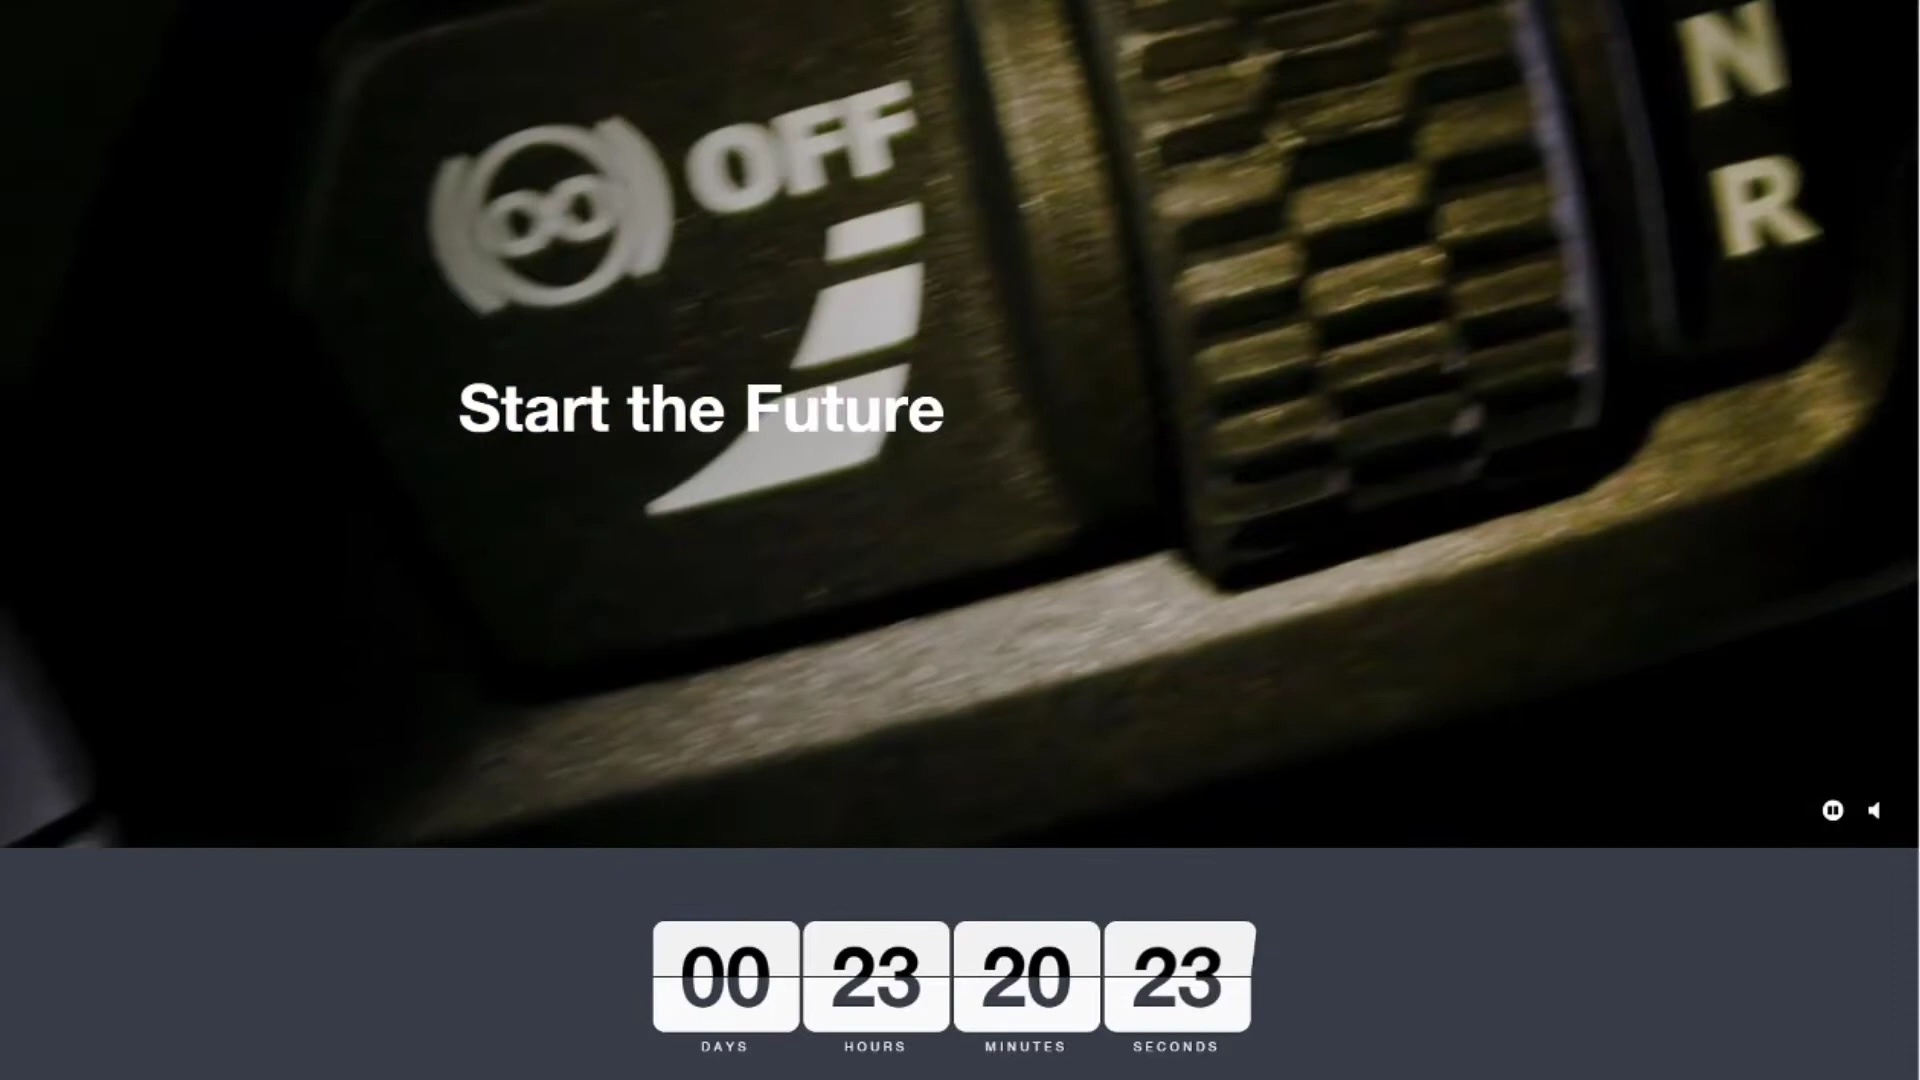 OFF
N
R
Start the Future
00 23 20 23
DAYS HOURS MINUTES SECONDS